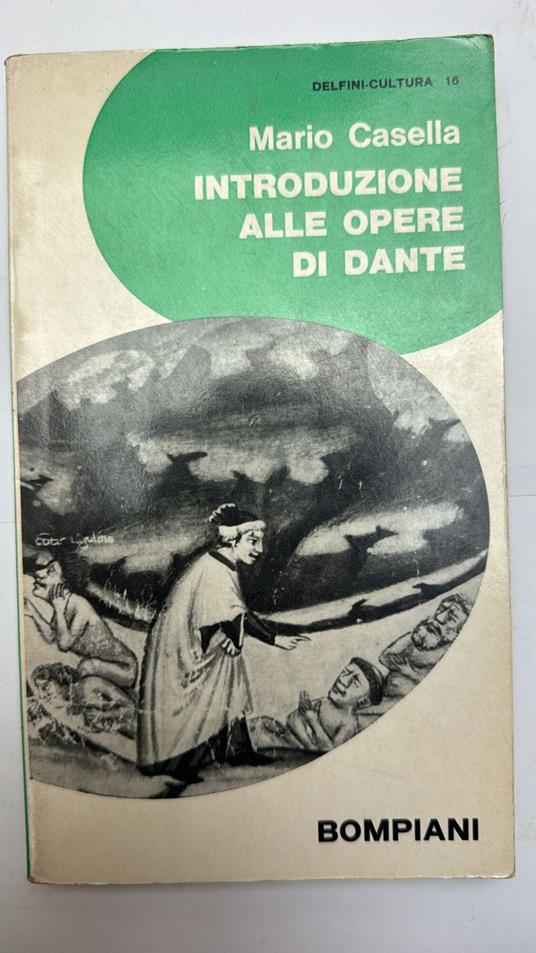 DELFINI-CULTURA 16
Mario Casella
INTRODUZIONE
ALLE OPERE
DI DANTE
BOMPIANI